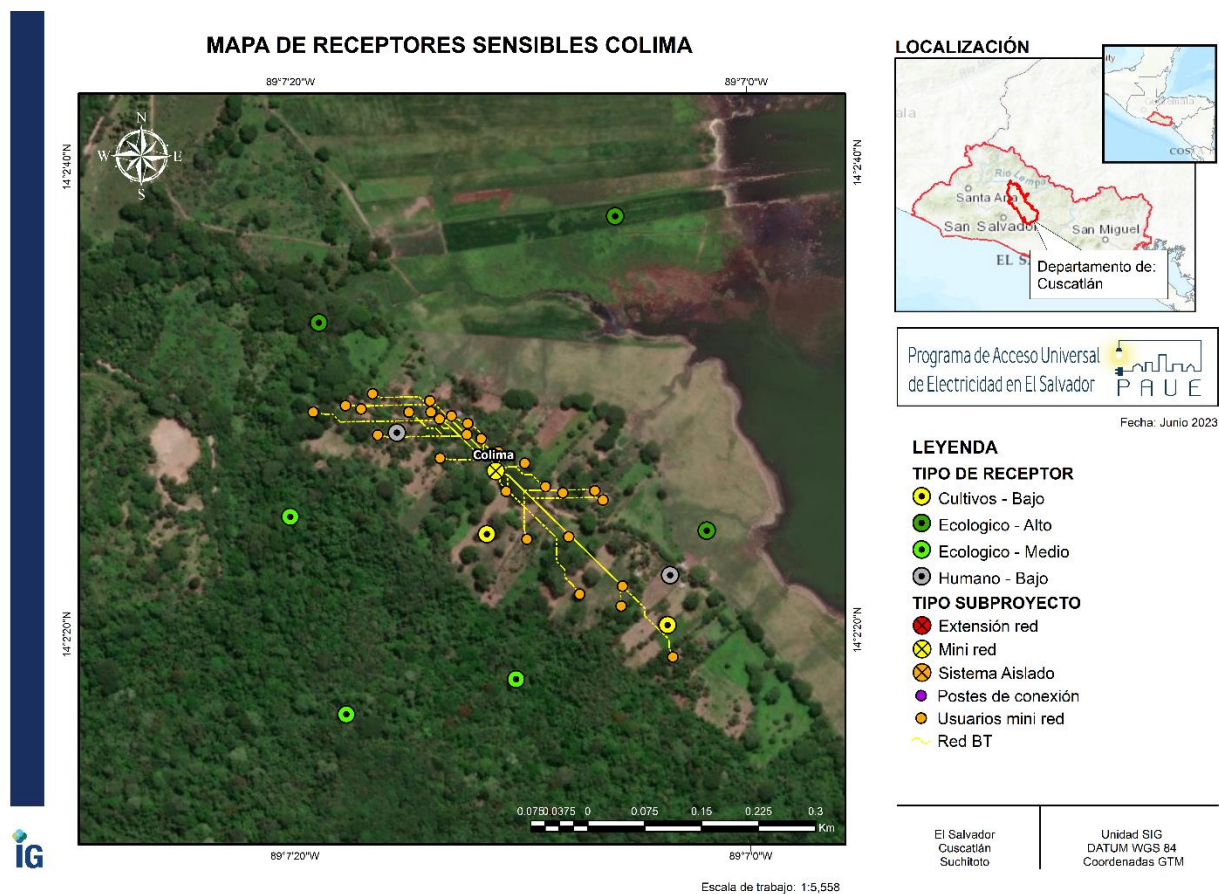 MAPA DE RECEPTORES SENSIBLES COLIMA
89°7'20"W
89°7'0"W
14°2'40"N
14°2'40"N
N
W
E
S
Colima
14°2'20"N
14°2'20"N
0.075
0.0375
0
0.075
0.15
0.225
0.3
Km
89°7'20"W
89°7'0"W
Escala de trabajo: 1:5,558
iG
LOCALIZACIÓN
Guatemala
Río Lempa
Santa Ana
San Salvador
San Miguel
Departamento de:
Cuscatlán
Programa de Acceso Universal
de Electricidad en El Salvador
PAUE
Fecha: Junio 2023
LEYENDA
TIPO DE RECEPTOR
Cultivos - Bajo
Ecologico - Alto
Ecologico - Medio
Humano - Bajo
TIPO SUBPROYECTO
Extensión red
Mini red
Sistema Aislado
Postes de conexión
Usuarios mini red
Red BT
El Salvador
Cuscatlán
Suchitoto
Unidad SIG
DATUM WGS 84
Coordenadas GTM